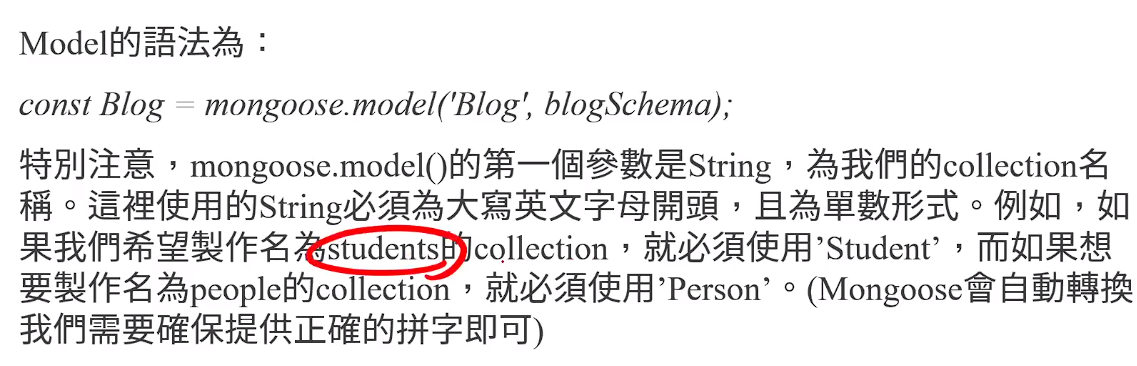 Model的語法為：
const Blog = mongoose.model('Blog', blogSchema);
特別注意，mongoose.model()的第一個參數是String，為我們的collection名
稱。這裡使用的String必須為大寫英文字母開頭，且為單數形式。例如，如
果我們希望製作名為students的collection，就必須使用’Student’，而如果想
要製作名為people的collection，就必須使用’Person’。(Mongoose會自動轉換
我們需要確保提供正確的拼字即可)